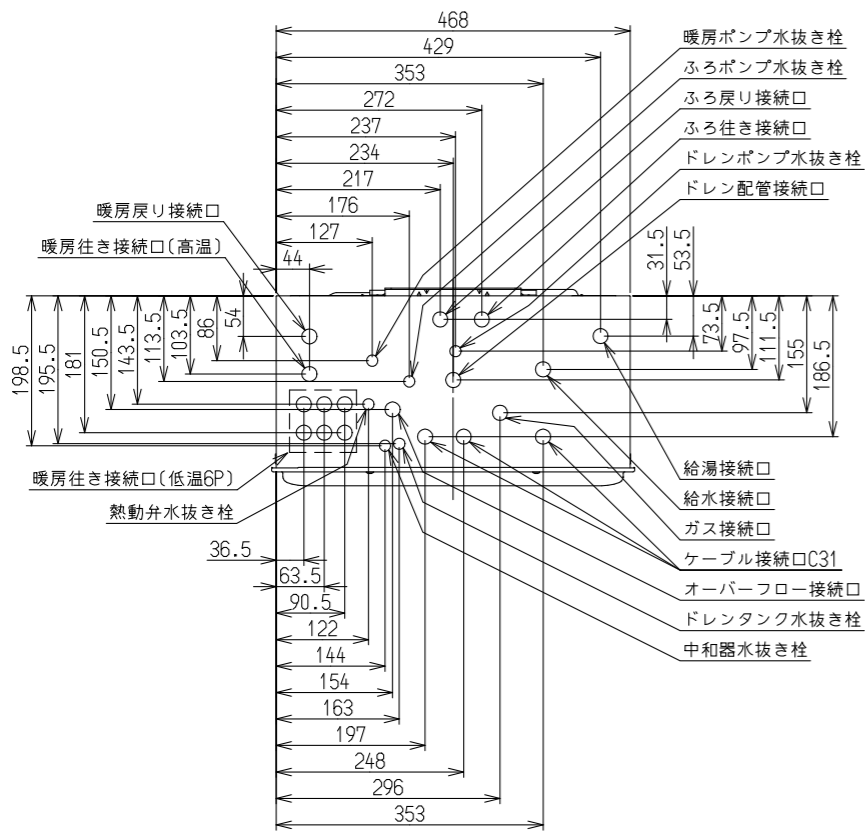 468
429
353
272
237
234
217
176
127
44
暖房ポンプ水抜き栓
ふろポンプ水抜き栓
ふろ戻り接続口
ふろ往き接続口
ドレンポンプ水抜き栓
ドレン配管接続口
暖房戻り接続口
暖房往き接続口(高温)
198.5
195.5
181
150.5
143.5
113.5
103.5
86
54
31.5
53.5
73.5
97.5
111.5
155
186.5
暖房往き接続口(低温6P)
熱動弁水抜き栓
給湯接続口
給水接続口
ガス接続口
ケーブル接続口C31
オーバーフロー接続口
ドレンタンク水抜き栓
中和器水抜き栓
36.5
63.5
90.5
122
144
154
163
197
248
296
353